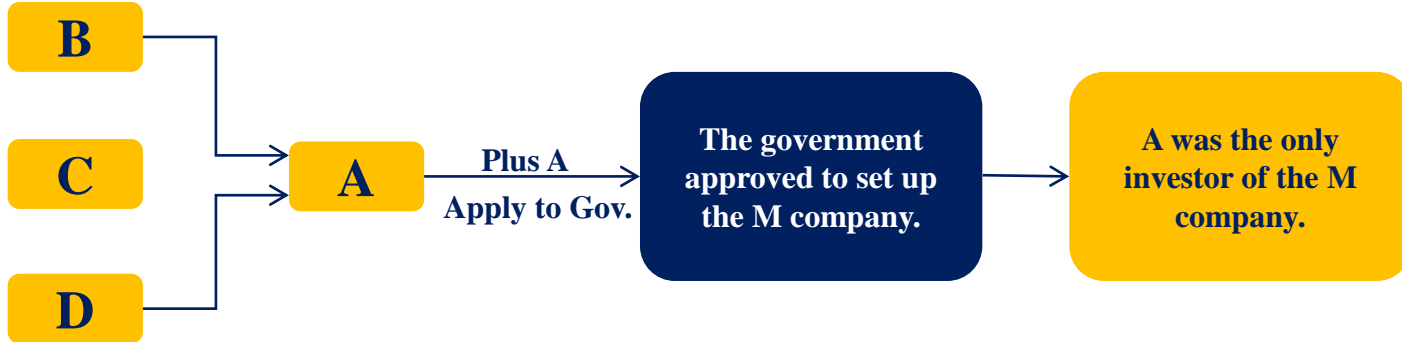 B
C
D
A
Plus A
Apply to Gov.
The government
approved to set up
the M company.
A was the only
investor of the M
company.